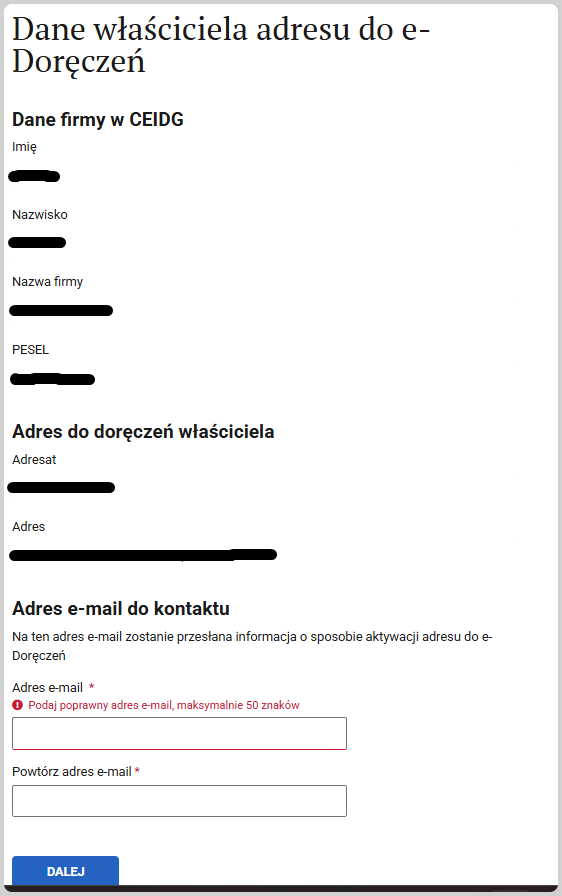 Dane właściciela adresu do e-
Doręczeń
Dane firmy w CEIDG
Imię
Nazwisko
Nazwa firmy
PESEL
Adres do doręczeń właściciela
Adresat
Adres
Adres e-mail do kontaktu
Na ten adres e-mail zostanie przesłana informacja o sposobie aktywacji adresu do e-
Doręczeń
Adres e-mail *
Podaj poprawny adres e-mail, maksymalnie 50 znaków
Powtórz adres e-mail *
DALEJ